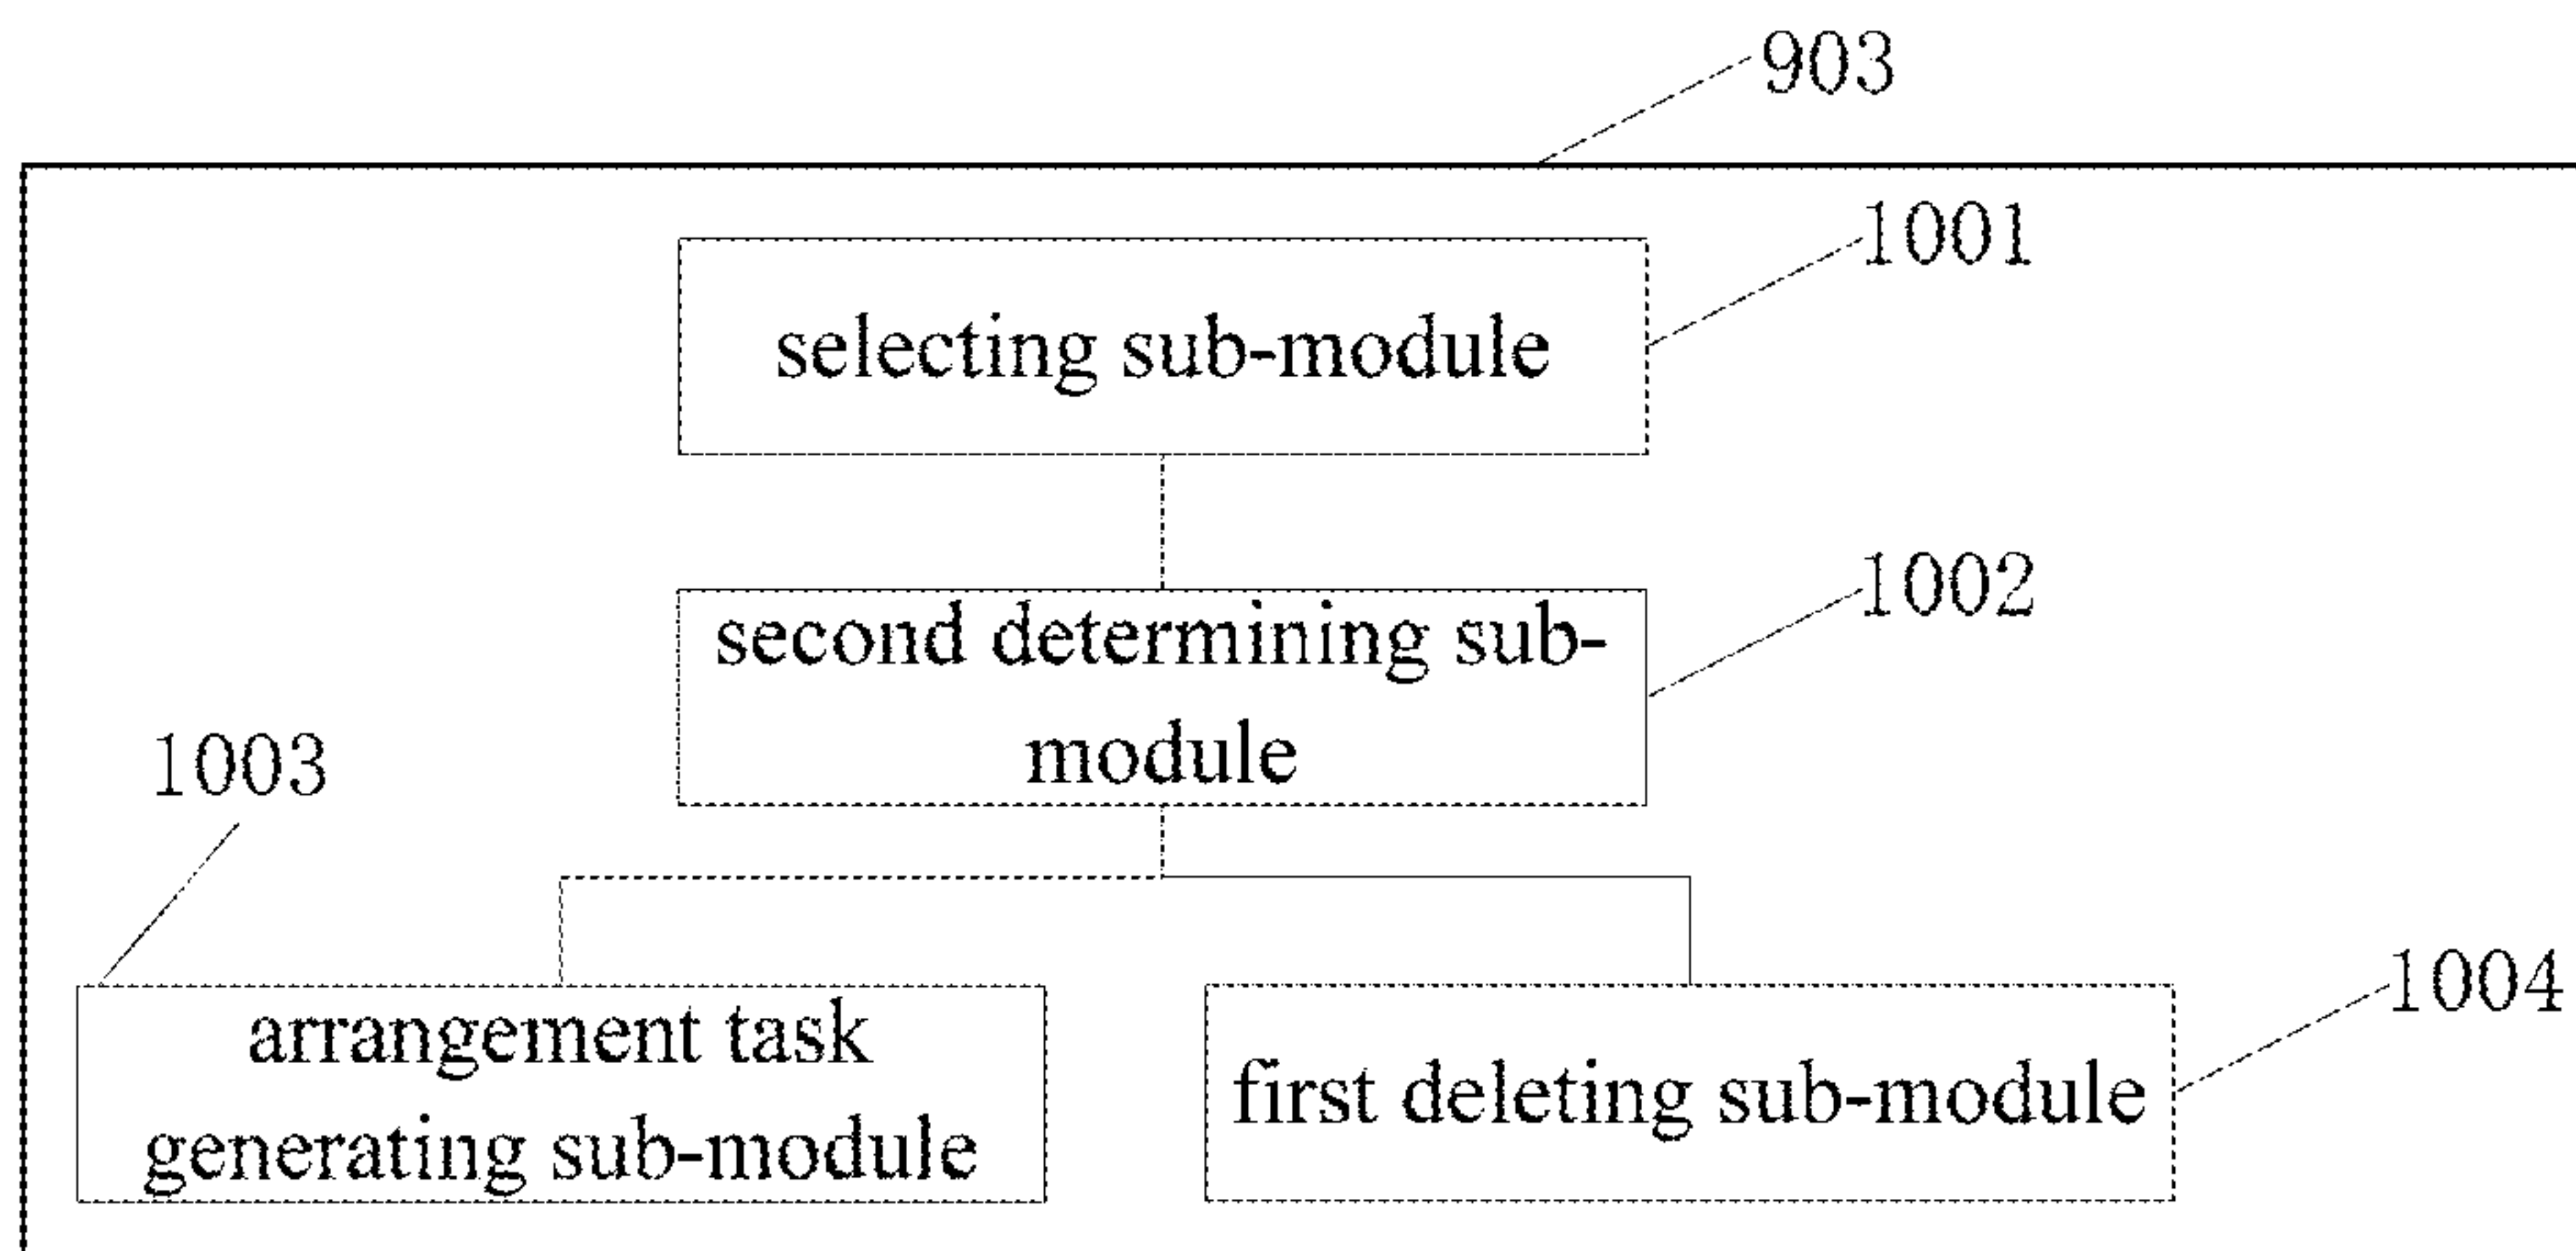 903
1001
selecting sub-module
1002
second determining sub-
module
1003
arrangement task
generating sub-module
1004
first deleting sub-module